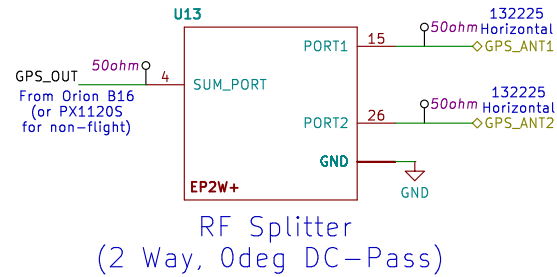 U13
132225
Horizontal
50ohm
GPS_ANT1
15
PORT1
50ohm
GPS_OUT
4
SUM_PORT
From Orion B16
(or PX1120S
for non-flight)
132225
Horizontal
50ohm
GPS_ANT2
26
PORT2
GND
GND
EP2W+
RF Splitter
(2 Way, 0deg DC-Pass)